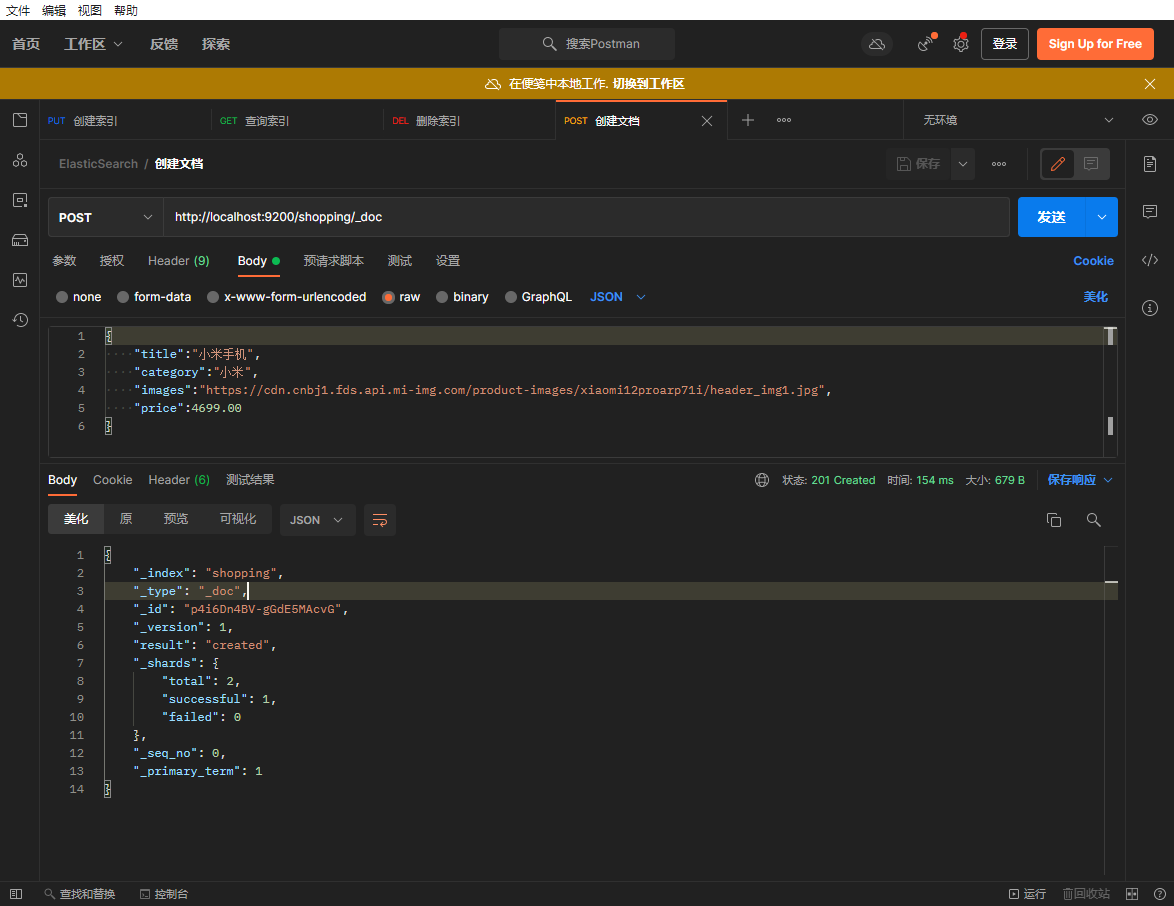 文件 编辑 视图 帮助
首页 工作区 反馈 探索 搜索Postman 登录 Sign Up for Free
在便笺中本地工作. 切换到工作区
PUT 创建索引 GET 查询索引 DEL 删除索引 POST 创建文档 无环境
ElasticSearch / 创建文档 保存
POST http://localhost:9200/shopping/_doc 发送
参数 授权 Header (9) Body 预请求脚本 测试 设置 Cookie
none form-data x-www-form-urlencoded raw binary GraphQL JSON 美化
1 {
2 ····"title":"小米手机",
3 ····"category":"小米",
4 ····"images":"https://cdn.cnbj1.fds.api.mi-img.com/product-images/xiaomi12proarp71i/header_img1.jpg",
5 ····"price":4699.00
6 }
Body Cookie Header (6) 测试结果 状态: 201 Created 时间: 154 ms 大小: 679 B 保存响应
美化 原 预览 可视化 JSON
1 {
2 "_index": "shopping",
3 "_type": "_doc",
4 "_id": "p4i6Dn4BV-gGdE5MAcvG",
5 "_version": 1,
6 "result": "created",
7 "_shards": {
8 "total": 2,
9 "successful": 1,
10 "failed": 0
11 },
12 "_seq_no": 0,
13 "_primary_term": 1
14 }
查找和替换 控制台 运行 回收站